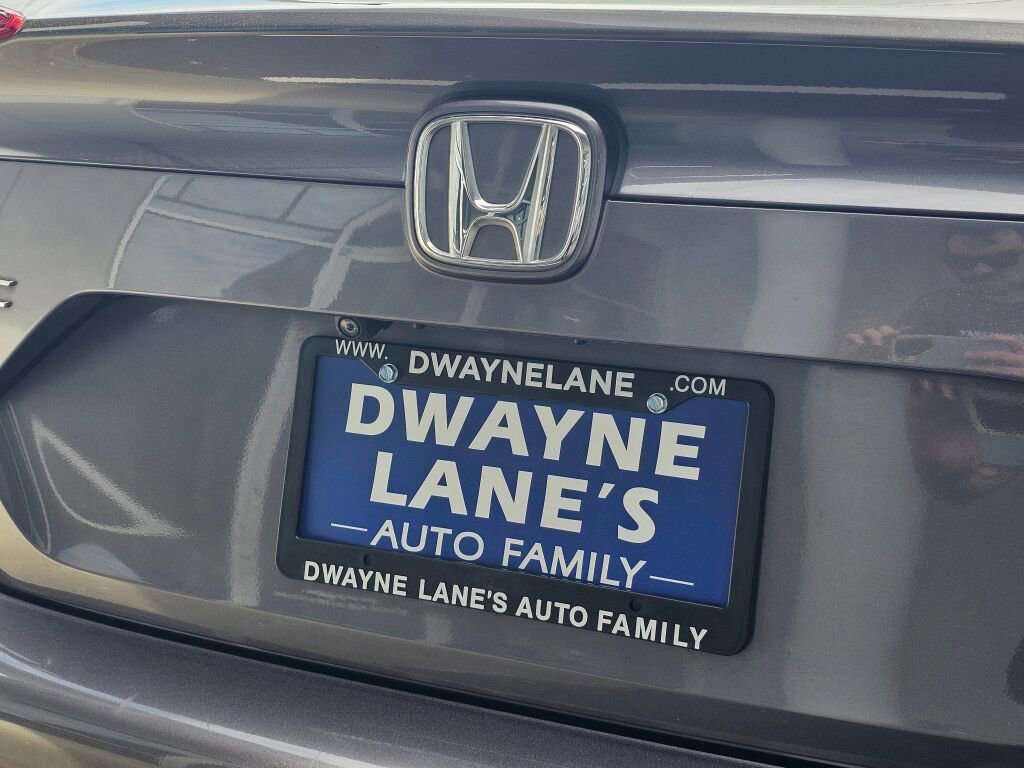 WWW. DWAYNELANE .COM
DWAYNE
LANE'S
AUTO FAMILY
DWAYNE LANE'S AUTO FAMILY